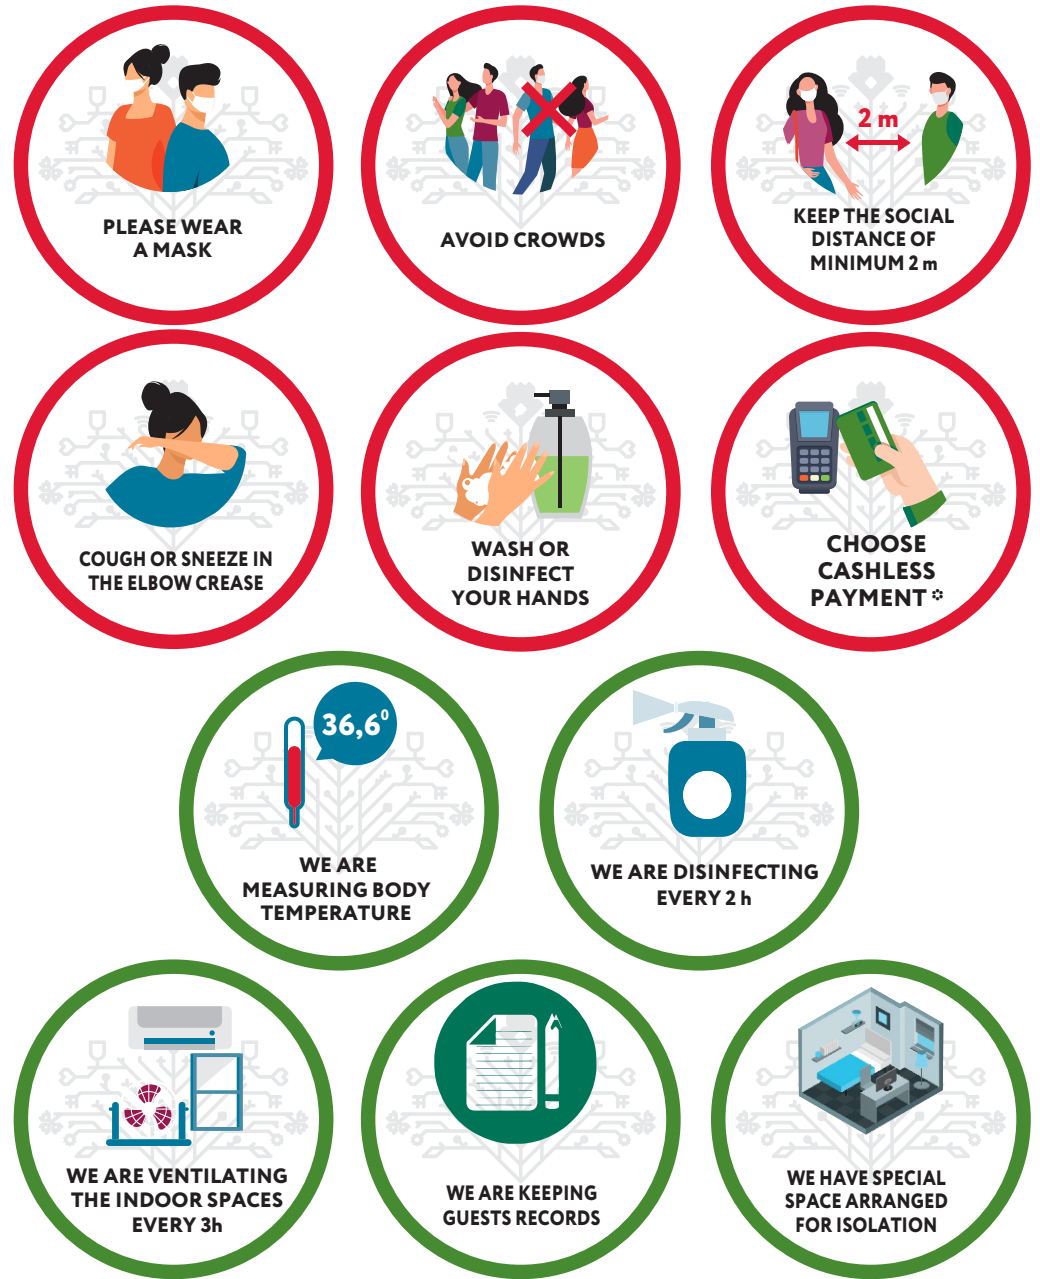 PLEASE WEAR
A MASK
AVOID CROWDS
2 m
KEEP THE SOCIAL
DISTANCE OF
MINIMUM 2 m
COUGH OR SNEEZE IN
THE ELBOW CREASE
WASH OR
DISINFECT
YOUR HANDS
CHOOSE
CASHLESS
PAYMENT *
36,6⁰
WE ARE
MEASURING BODY
TEMPERATURE
WE ARE DISINFECTING
EVERY 2 h
WE ARE VENTILATING
THE INDOOR SPACES
EVERY 3h
WE ARE KEEPING
GUESTS RECORDS
WE HAVE SPECIAL
SPACE ARRANGED
FOR ISOLATION